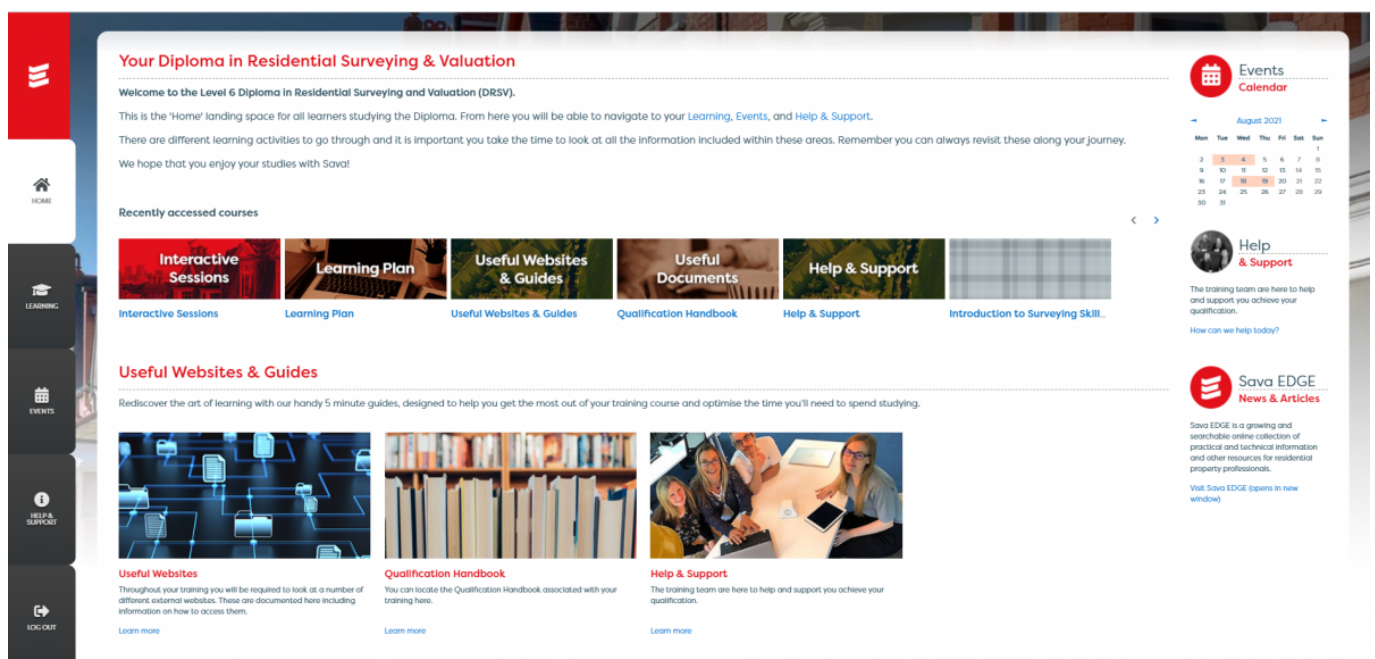 Your Diploma in Residential Surveying & Valuation
Welcome to the Level 6 Diploma in Residential Surveying and Valuation (DRSV).
This is the 'Home' landing space for all learners studying the Diploma. From here you will be able to navigate to your Learning, Events, and Help & Support.
There are different learning activities to go through and it is important you take the time to look at all the information included within these areas. Remember you can always revisit these along your journey.
We hope that you enjoy your studies with Sava!
Recently accessed courses
Interactive
Sessions
Learning Plan
Useful Websites
& Guides
Useful
Documents
Help & Support
Interactive Sessions
Learning Plan
Useful Websites & Guides
Qualification Handbook
Help & Support
Introduction to Surveying Skill...
Useful Websites & Guides
Rediscover the art of learning with our handy 5 minute guides, designed to help you get the most out of your training course and optimise the time you'll need to spend studying.
Useful Websites
Throughout your training you will be required to look at a number of
different external websites. These are documented here including
information on how to access them.
Learn more
Qualification Handbook
You can locate the Qualification Handbook associated with your
training here.
Learn more
Help & Support
The training team are here to help and support you achieve your
qualification.
Learn more
HOME
LEARNING
EVENTS
HELP &
SUPPORT
LOG OUT
Events
Calendar
August 2021
Mon Tue Wed Thu Fri Sat Sun
1
2 3 4 5 6 7 8
9 10 11 12 13 14 15
16 17 18 19 20 21 22
23 24 25 26 27 28 29
30 31
Help
& Support
The training team are here to help
and support you achieve your
qualification.
How can we help today?
Sava EDGE
News & Articles
Sava EDGE is a growing and
searchable online collection of
practical and technical information
and other resources for residential
property professionals.
Visit Sava EDGE (opens in new
window)